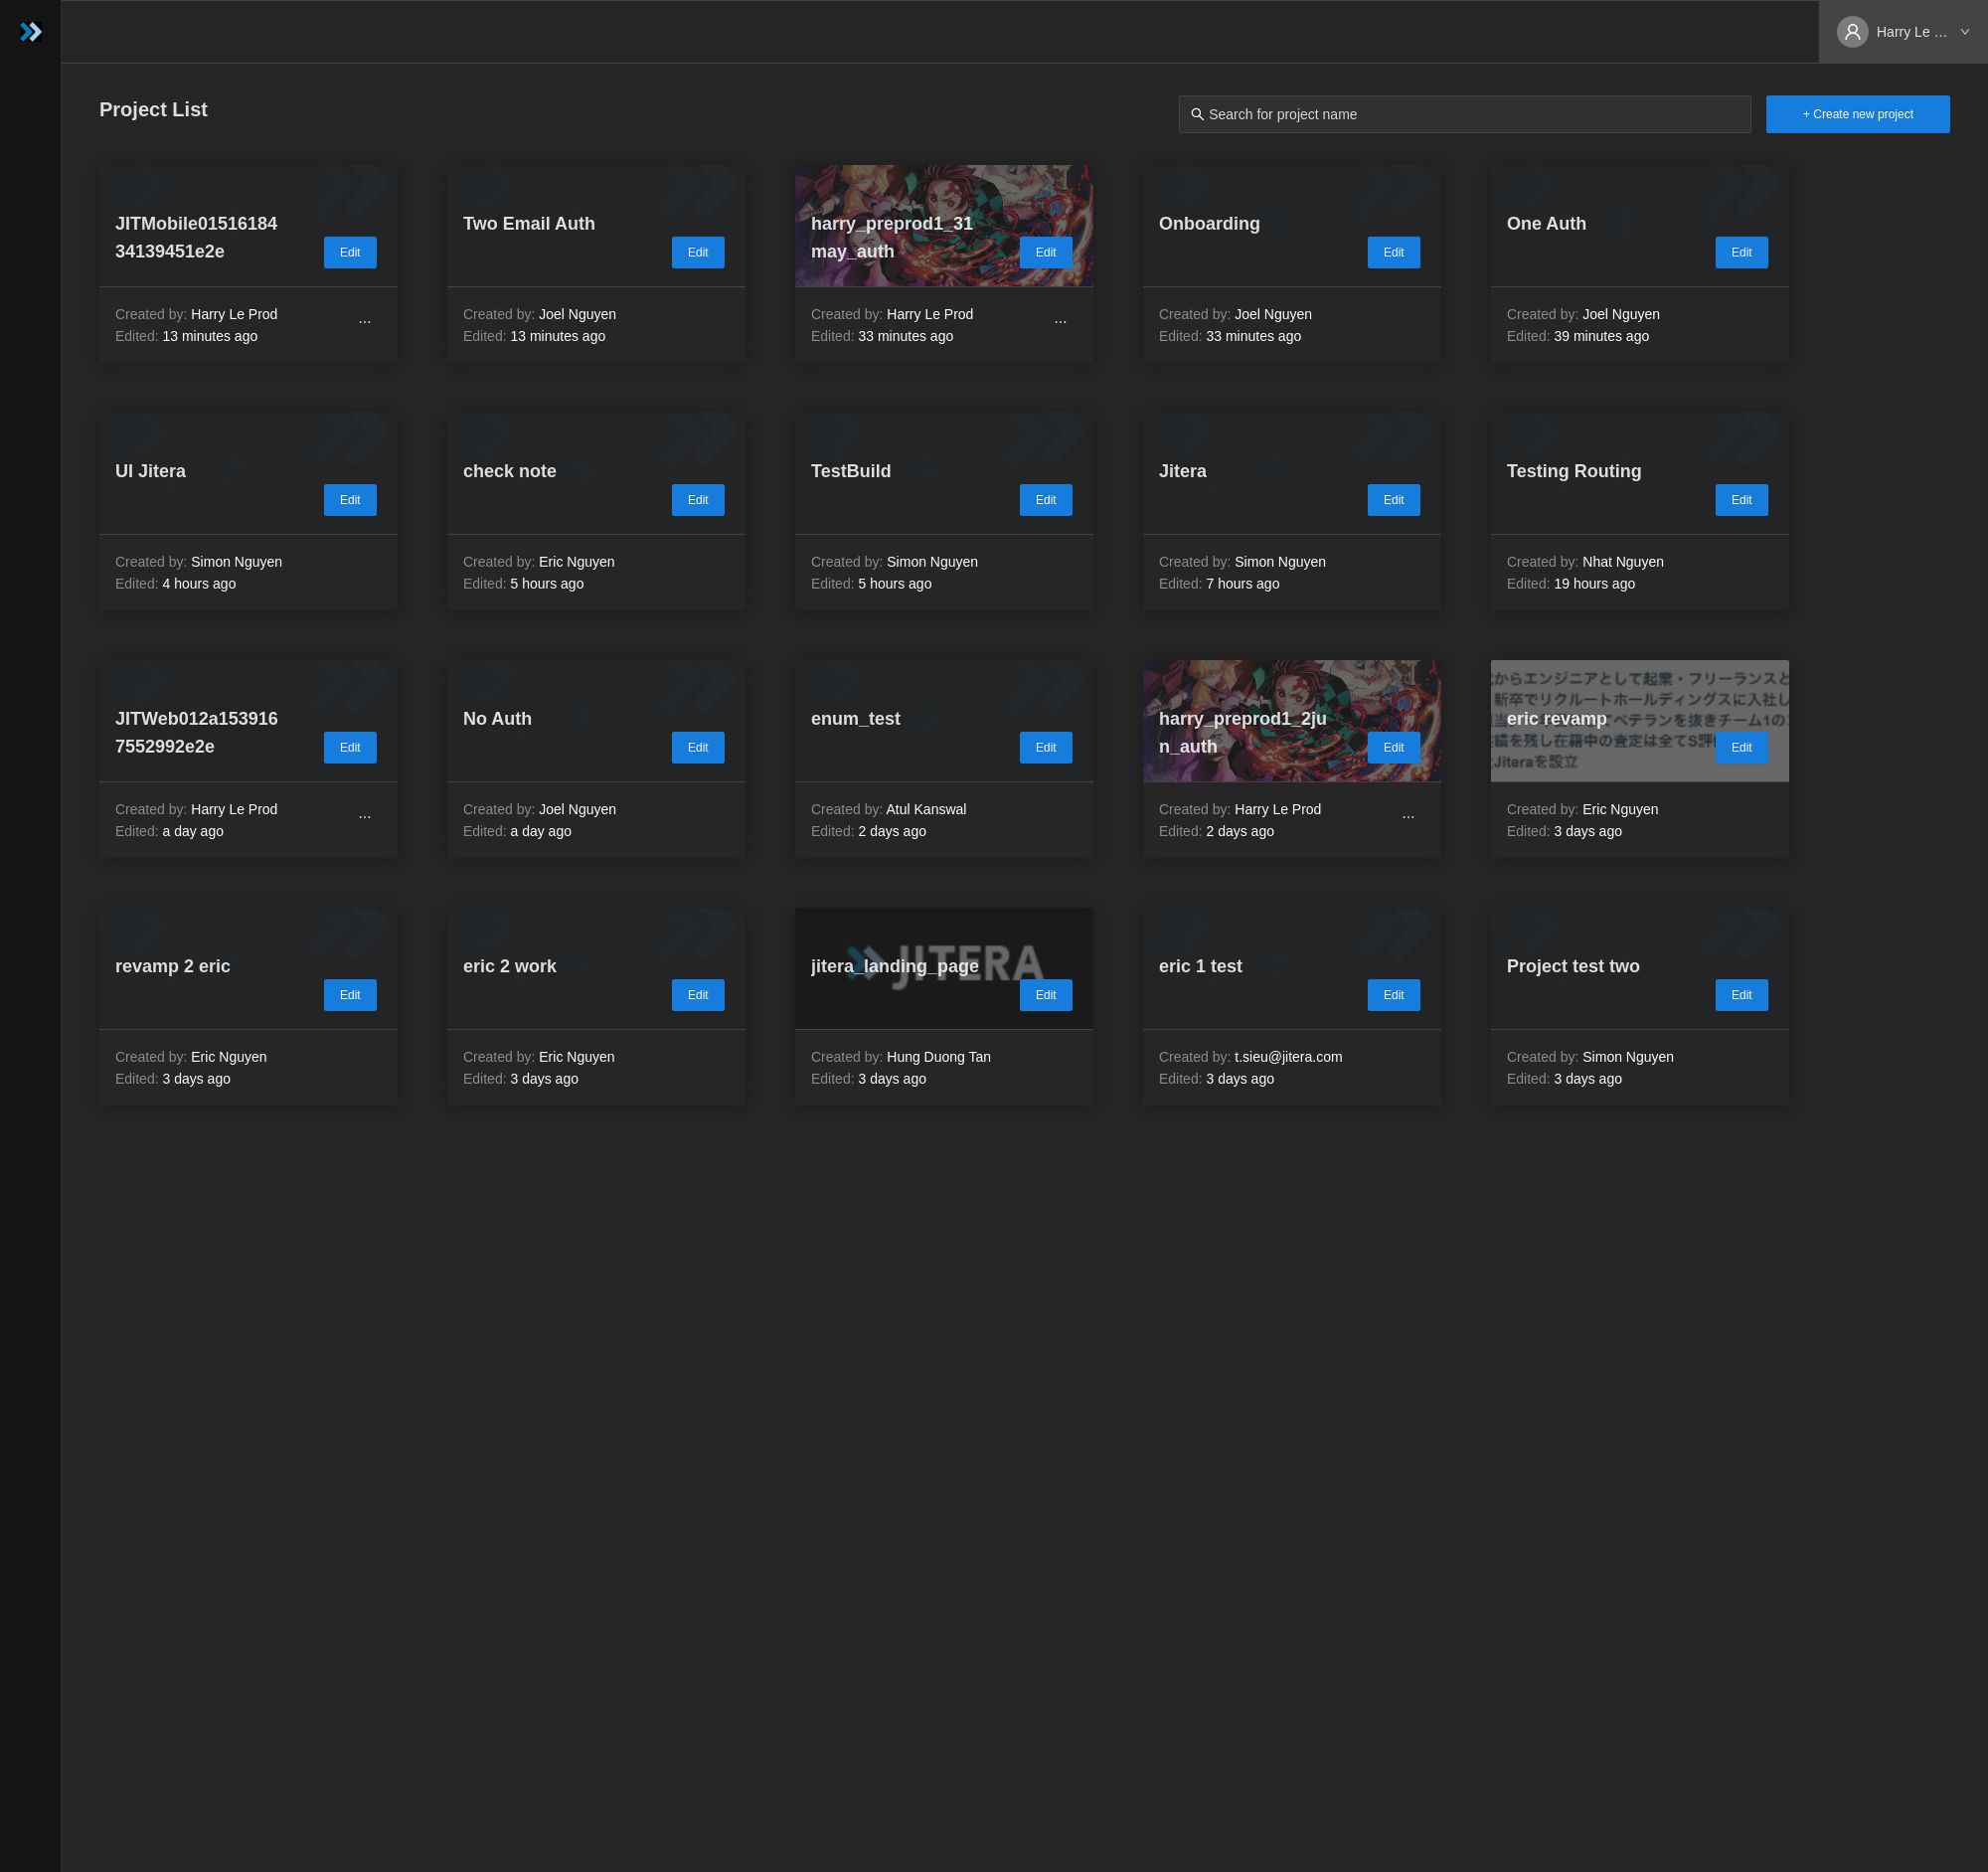 Harry Le ...
Project List
Search for project name
+ Create new project
JITMobile01516184
34139451e2e
Edit
Created by: Harry Le Prod
Edited: 13 minutes ago
...
Two Email Auth
Edit
Created by: Joel Nguyen
Edited: 13 minutes ago
harry_preprod1_31
may_auth
Edit
Created by: Harry Le Prod
Edited: 33 minutes ago
...
Onboarding
Edit
Created by: Joel Nguyen
Edited: 33 minutes ago
One Auth
Edit
Created by: Joel Nguyen
Edited: 39 minutes ago
UI Jitera
Edit
Created by: Simon Nguyen
Edited: 4 hours ago
check note
Edit
Created by: Eric Nguyen
Edited: 5 hours ago
TestBuild
Edit
Created by: Simon Nguyen
Edited: 5 hours ago
Jitera
Edit
Created by: Simon Nguyen
Edited: 7 hours ago
Testing Routing
Edit
Created by: Nhat Nguyen
Edited: 19 hours ago
JITWeb012a153916
7552992e2e
Edit
Created by: Harry Le Prod
Edited: a day ago
...
No Auth
Edit
Created by: Joel Nguyen
Edited: a day ago
enum_test
Edit
Created by: Atul Kanswal
Edited: 2 days ago
harry_preprod1_2ju
n_auth
Edit
Created by: Harry Le Prod
Edited: 2 days ago
...
からエンジニアとして起業・フリーランスと
新卒でリクルートホールディングスに入社し
eric revamp
ベテランを抜きチーム1の
を残し在籍中の査定は全てS評
Jiteraを設立
Edit
Created by: Eric Nguyen
Edited: 3 days ago
revamp 2 eric
Edit
Created by: Eric Nguyen
Edited: 3 days ago
eric 2 work
Edit
Created by: Eric Nguyen
Edited: 3 days ago
JITERA
jitera_landing_page
Edit
Created by: Hung Duong Tan
Edited: 3 days ago
eric 1 test
Edit
Created by: t.sieu@jitera.com
Edited: 3 days ago
Project test two
Edit
Created by: Simon Nguyen
Edited: 3 days ago